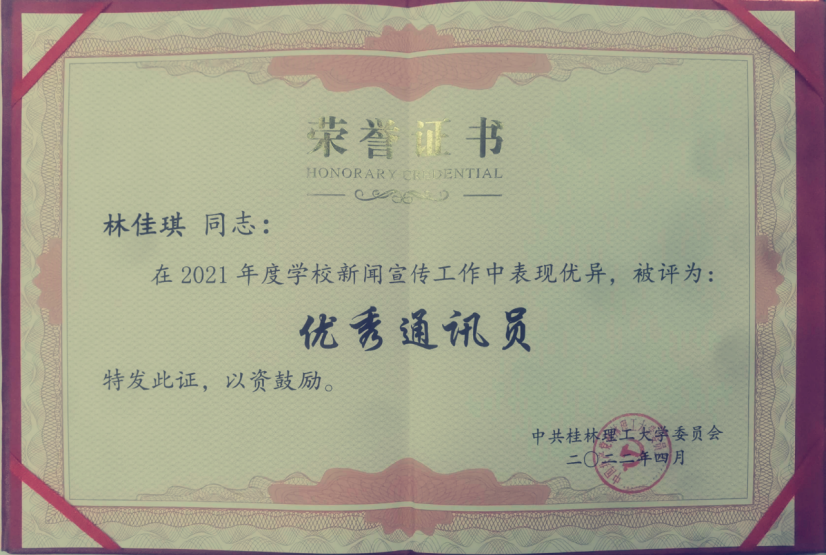 荣誉证书
HONORARY CREDENTIAL
林佳琪 同志：
在2021年度学校新闻宣传工作中表现优异，被评为：
优秀通讯员
特发此证，以资鼓励。
中共桂林理工大学委员会
二〇二二年四月